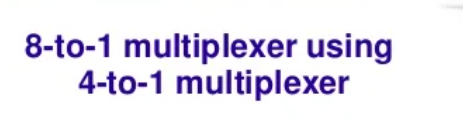 8-to-1 multiplexer using
4-to-1 multiplexer